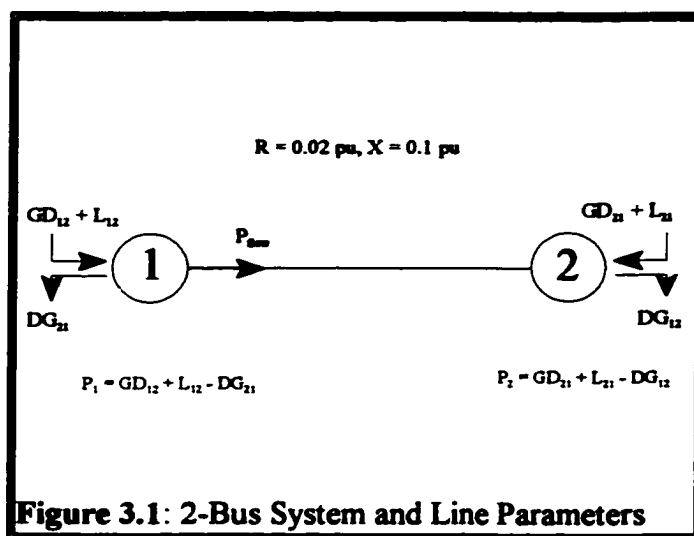 R = 0.02 pu, X = 0.1 pu
GD₁₂ + L₁₂
GD₂₁ + L₂₁
P_flow
1
2
DG₂₁
DG₁₂
P₁ = GD₁₂ + L₁₂ - DG₂₁
P₂ = GD₂₁ + L₂₁ - DG₁₂
Figure 3.1: 2-Bus System and Line Parameters